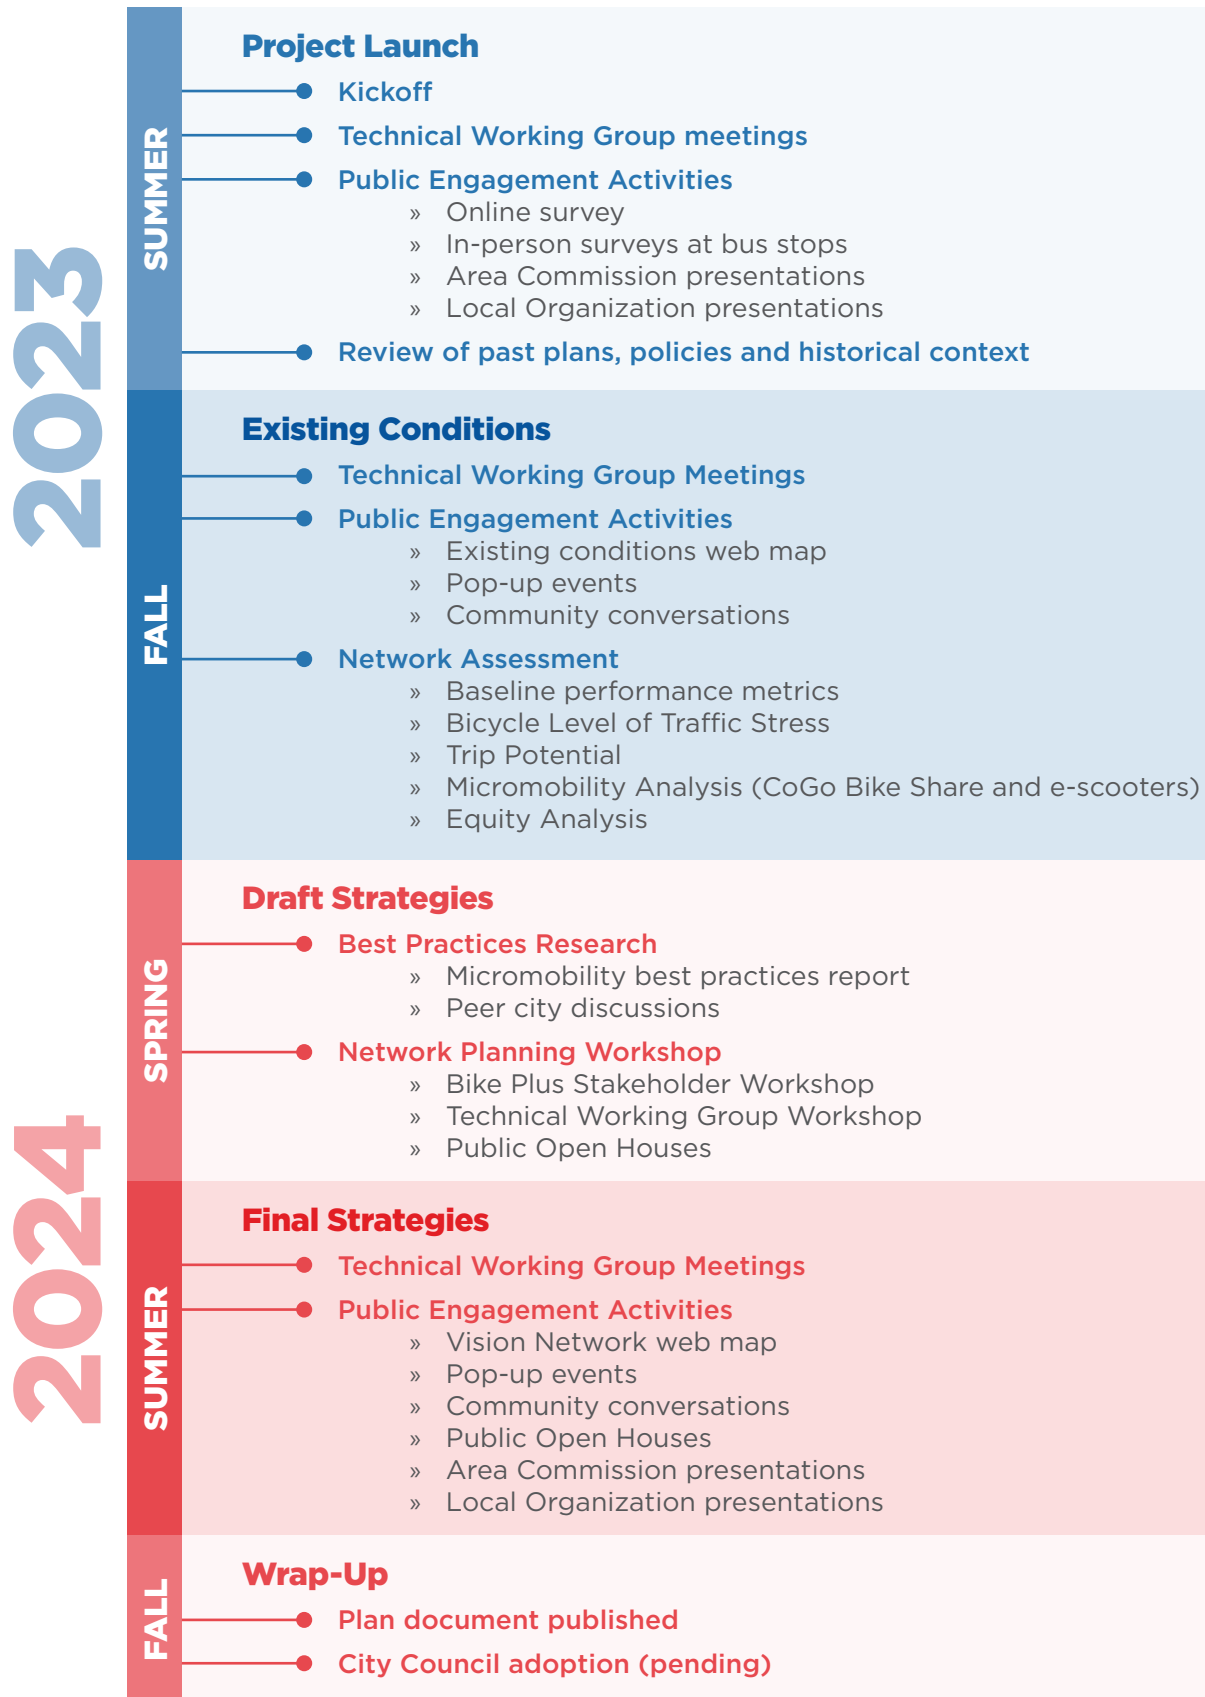 2023
SUMMER
Project Launch
Kickoff
Technical Working Group meetings
Public Engagement Activities
» Online survey
» In-person surveys at bus stops
» Area Commission presentations
» Local Organization presentations
Review of past plans, policies and historical context
FALL
Existing Conditions
Technical Working Group Meetings
Public Engagement Activities
» Existing conditions web map
» Pop-up events
» Community conversations
Network Assessment
» Baseline performance metrics
» Bicycle Level of Traffic Stress
» Trip Potential
» Micromobility Analysis (CoGo Bike Share and e-scooters)
» Equity Analysis
2024
SPRING
Draft Strategies
Best Practices Research
» Micromobility best practices report
» Peer city discussions
Network Planning Workshop
» Bike Plus Stakeholder Workshop
» Technical Working Group Workshop
» Public Open Houses
SUMMER
Final Strategies
Technical Working Group Meetings
Public Engagement Activities
» Vision Network web map
» Pop-up events
» Community conversations
» Public Open Houses
» Area Commission presentations
» Local Organization presentations
FALL
Wrap-Up
Plan document published
City Council adoption (pending)